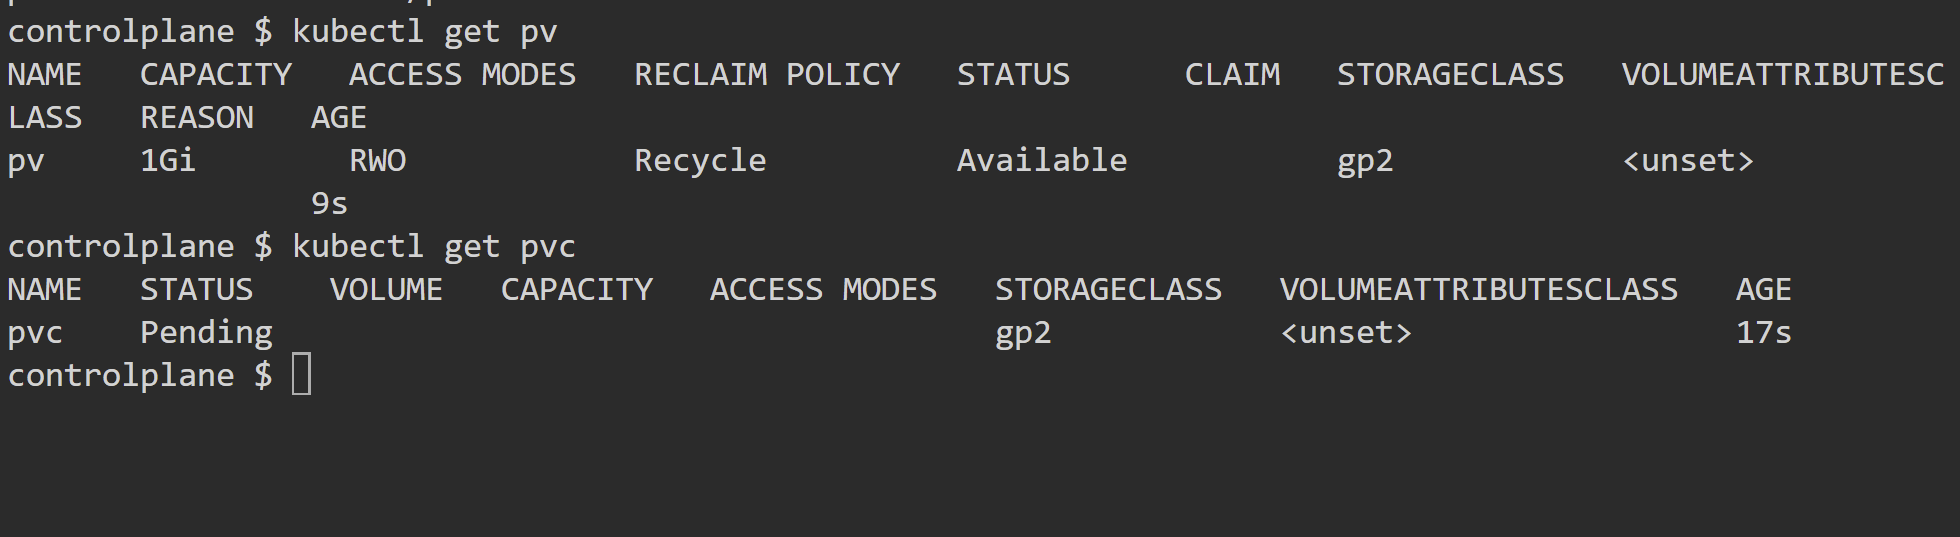 controlplane $ kubectl get pv
NAME   CAPACITY   ACCESS MODES   RECLAIM POLICY   STATUS      CLAIM   STORAGECLASS   VOLUMEATTRIBUTESC
LASS   REASON   AGE
pv     1Gi        RWO            Recycle          Available           gp2            <unset>
                9s
controlplane $ kubectl get pvc
NAME   STATUS    VOLUME   CAPACITY   ACCESS MODES   STORAGECLASS   VOLUMEATTRIBUTESCLASS   AGE
pvc    Pending                                      gp2            <unset>                 17s
controlplane $